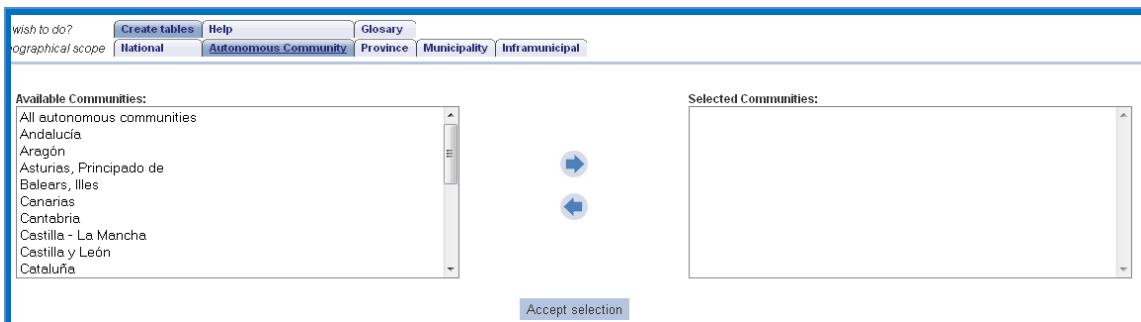 wish to do? Create tables Help Glosary
ographical scope National Autonomous Community Province Municipality Inframunicipal
Available Communities: Selected Communities:
All autonomous communities
Andalucía
Aragón
Asturias, Principado de
Balears, Illes
Canarias
Cantabria
Castilla - La Mancha
Castilla y León
Cataluña
Accept selection